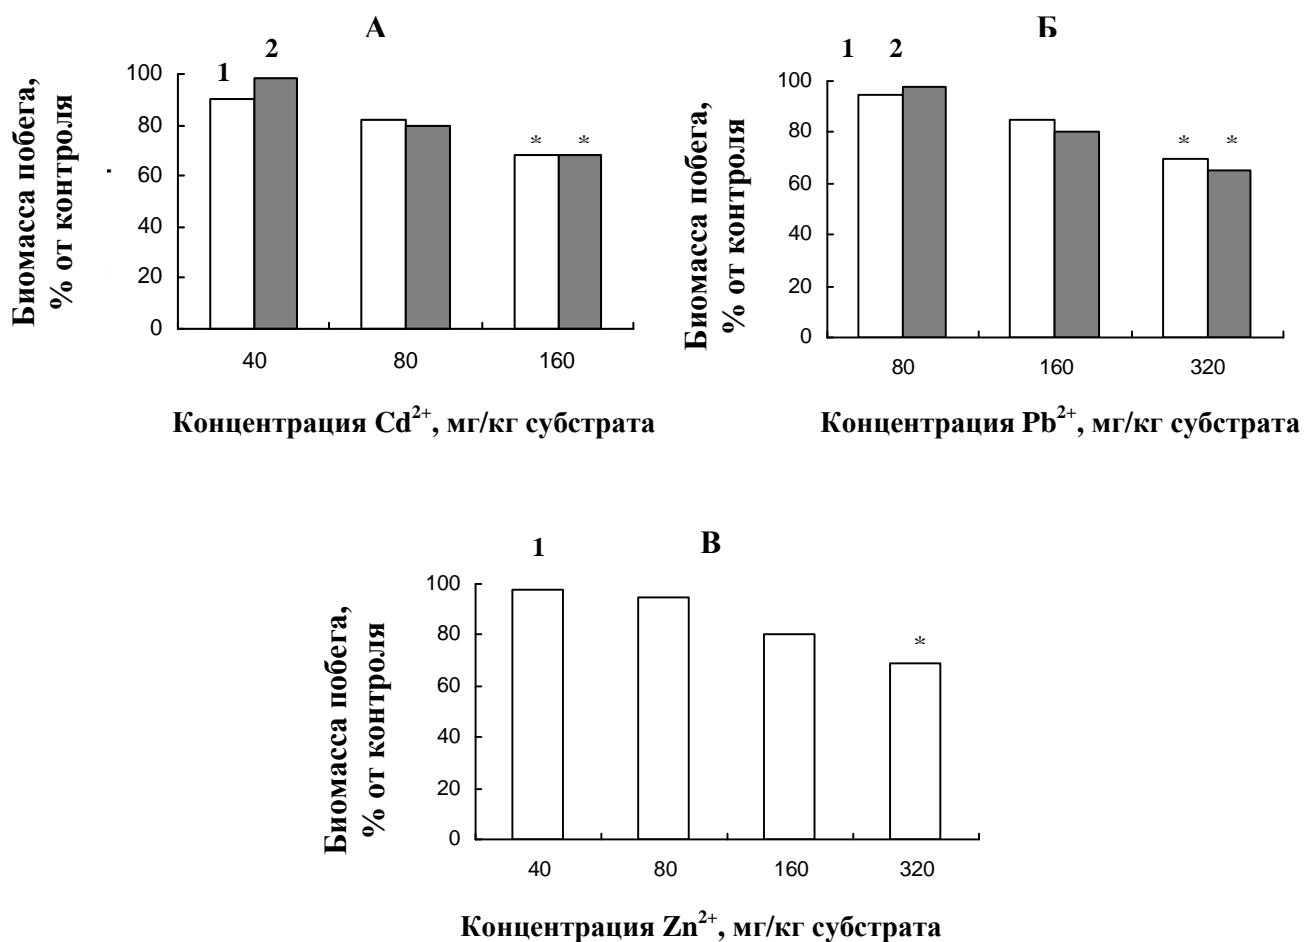 А
1 2
Биомасса побега,
% от контроля
100
80
60
40
20
0
* *
40 80 160
Концентрация Cd²⁺, мг/кг субстрата
Б
1 2
Биомасса побега,
% от контроля
100
80
60
40
20
0
* *
80 160 320
Концентрация Pb²⁺, мг/кг субстрата
В
1
Биомасса побега,
% от контроля
100
80
60
40
20
0
*
40 80 160 320
Концентрация Zn²⁺, мг/кг субстрата